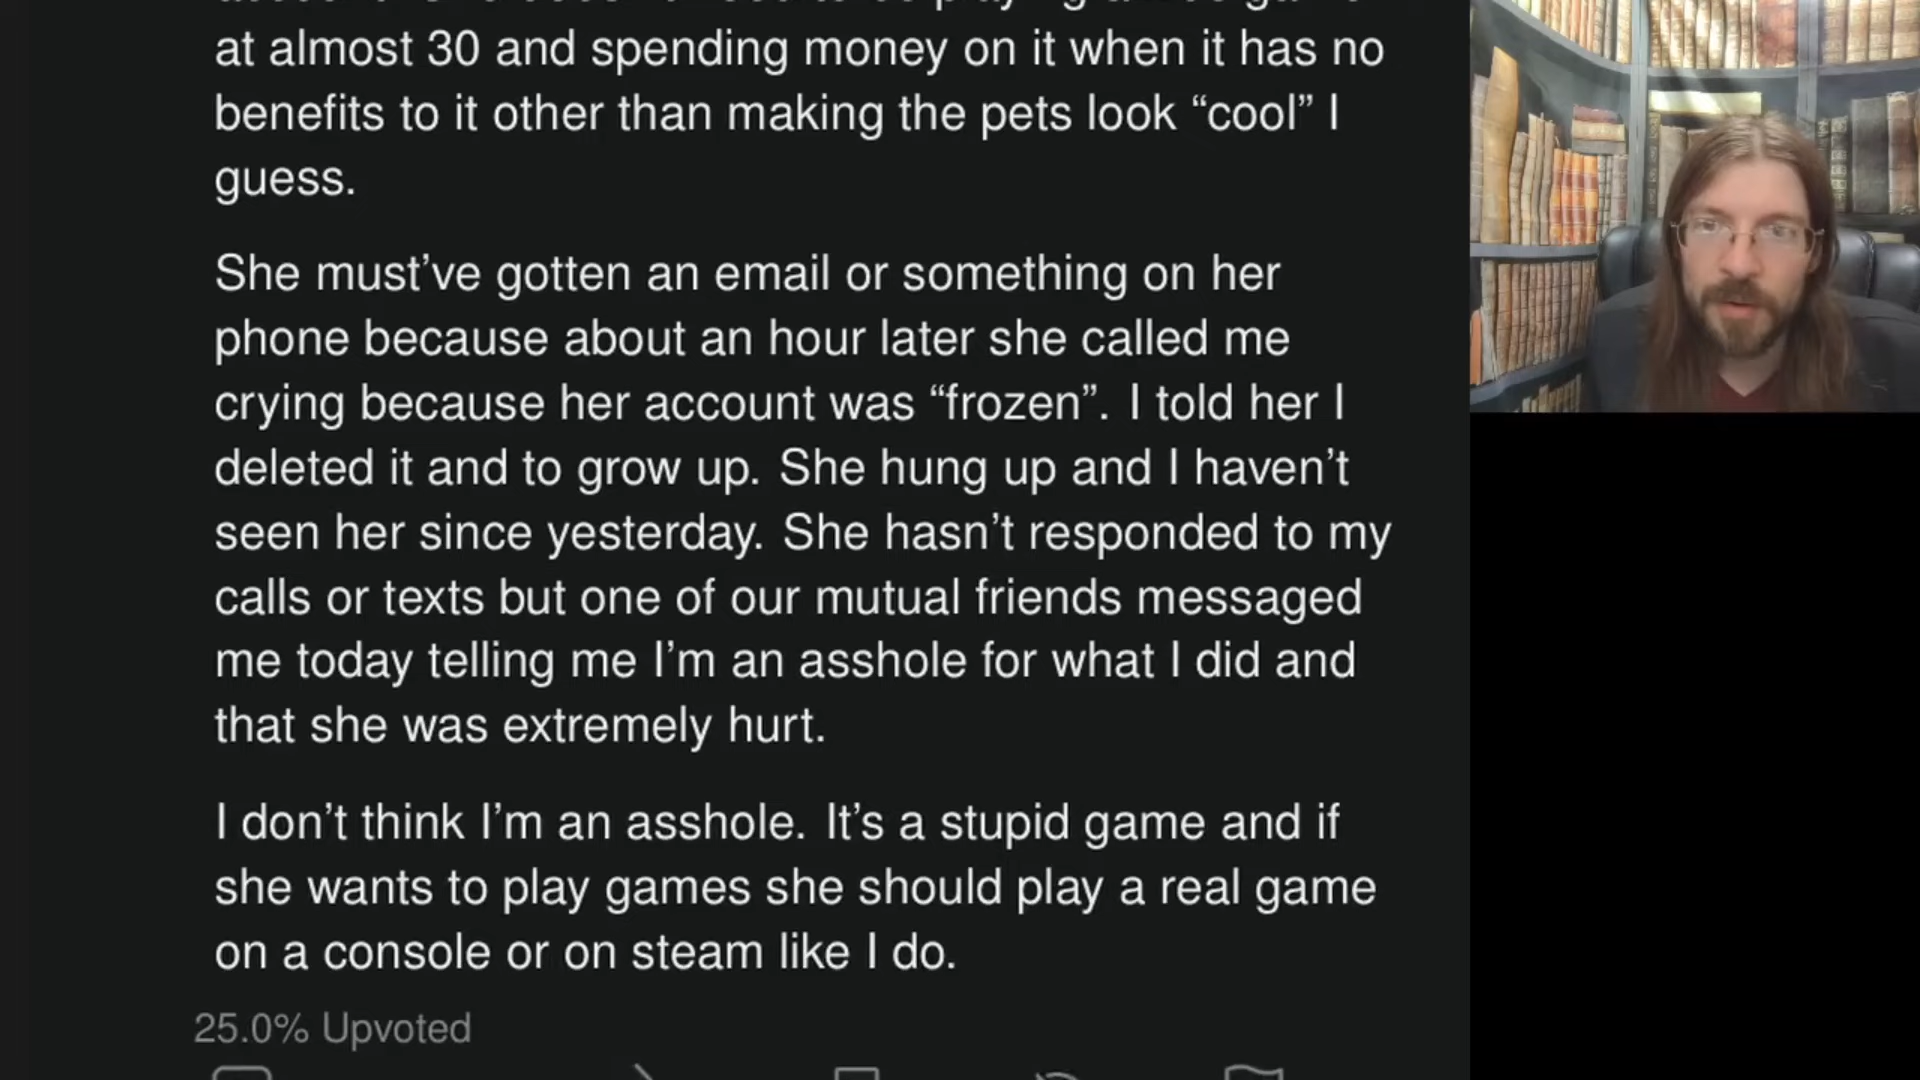 at almost 30 and spending money on it when it has no
benefits to it other than making the pets look “cool” I
guess.
She must’ve gotten an email or something on her
phone because about an hour later she called me
crying because her account was “frozen”. I told her I
deleted it and to grow up. She hung up and I haven’t
seen her since yesterday. She hasn’t responded to my
calls or texts but one of our mutual friends messaged
me today telling me I’m an asshole for what I did and
that she was extremely hurt.
I don’t think I’m an asshole. It’s a stupid game and if
she wants to play games she should play a real game
on a console or on steam like I do.
25.0% Upvoted